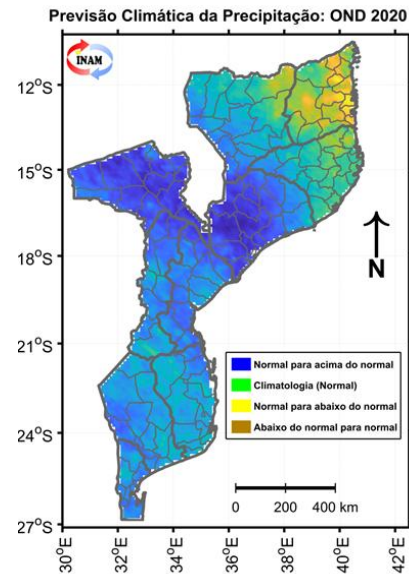 Previsão Climática da Precipitação: OND 2020
INAM
12°S
15°S
18°S
21°S
24°S
27°S
N
Normal para acima do normal
Climatologia (Normal)
Normal para abaixo do normal
Abaixo do normal para normal
0 200 400 km
30°E 32°E 34°E 36°E 38°E 40°E 42°E